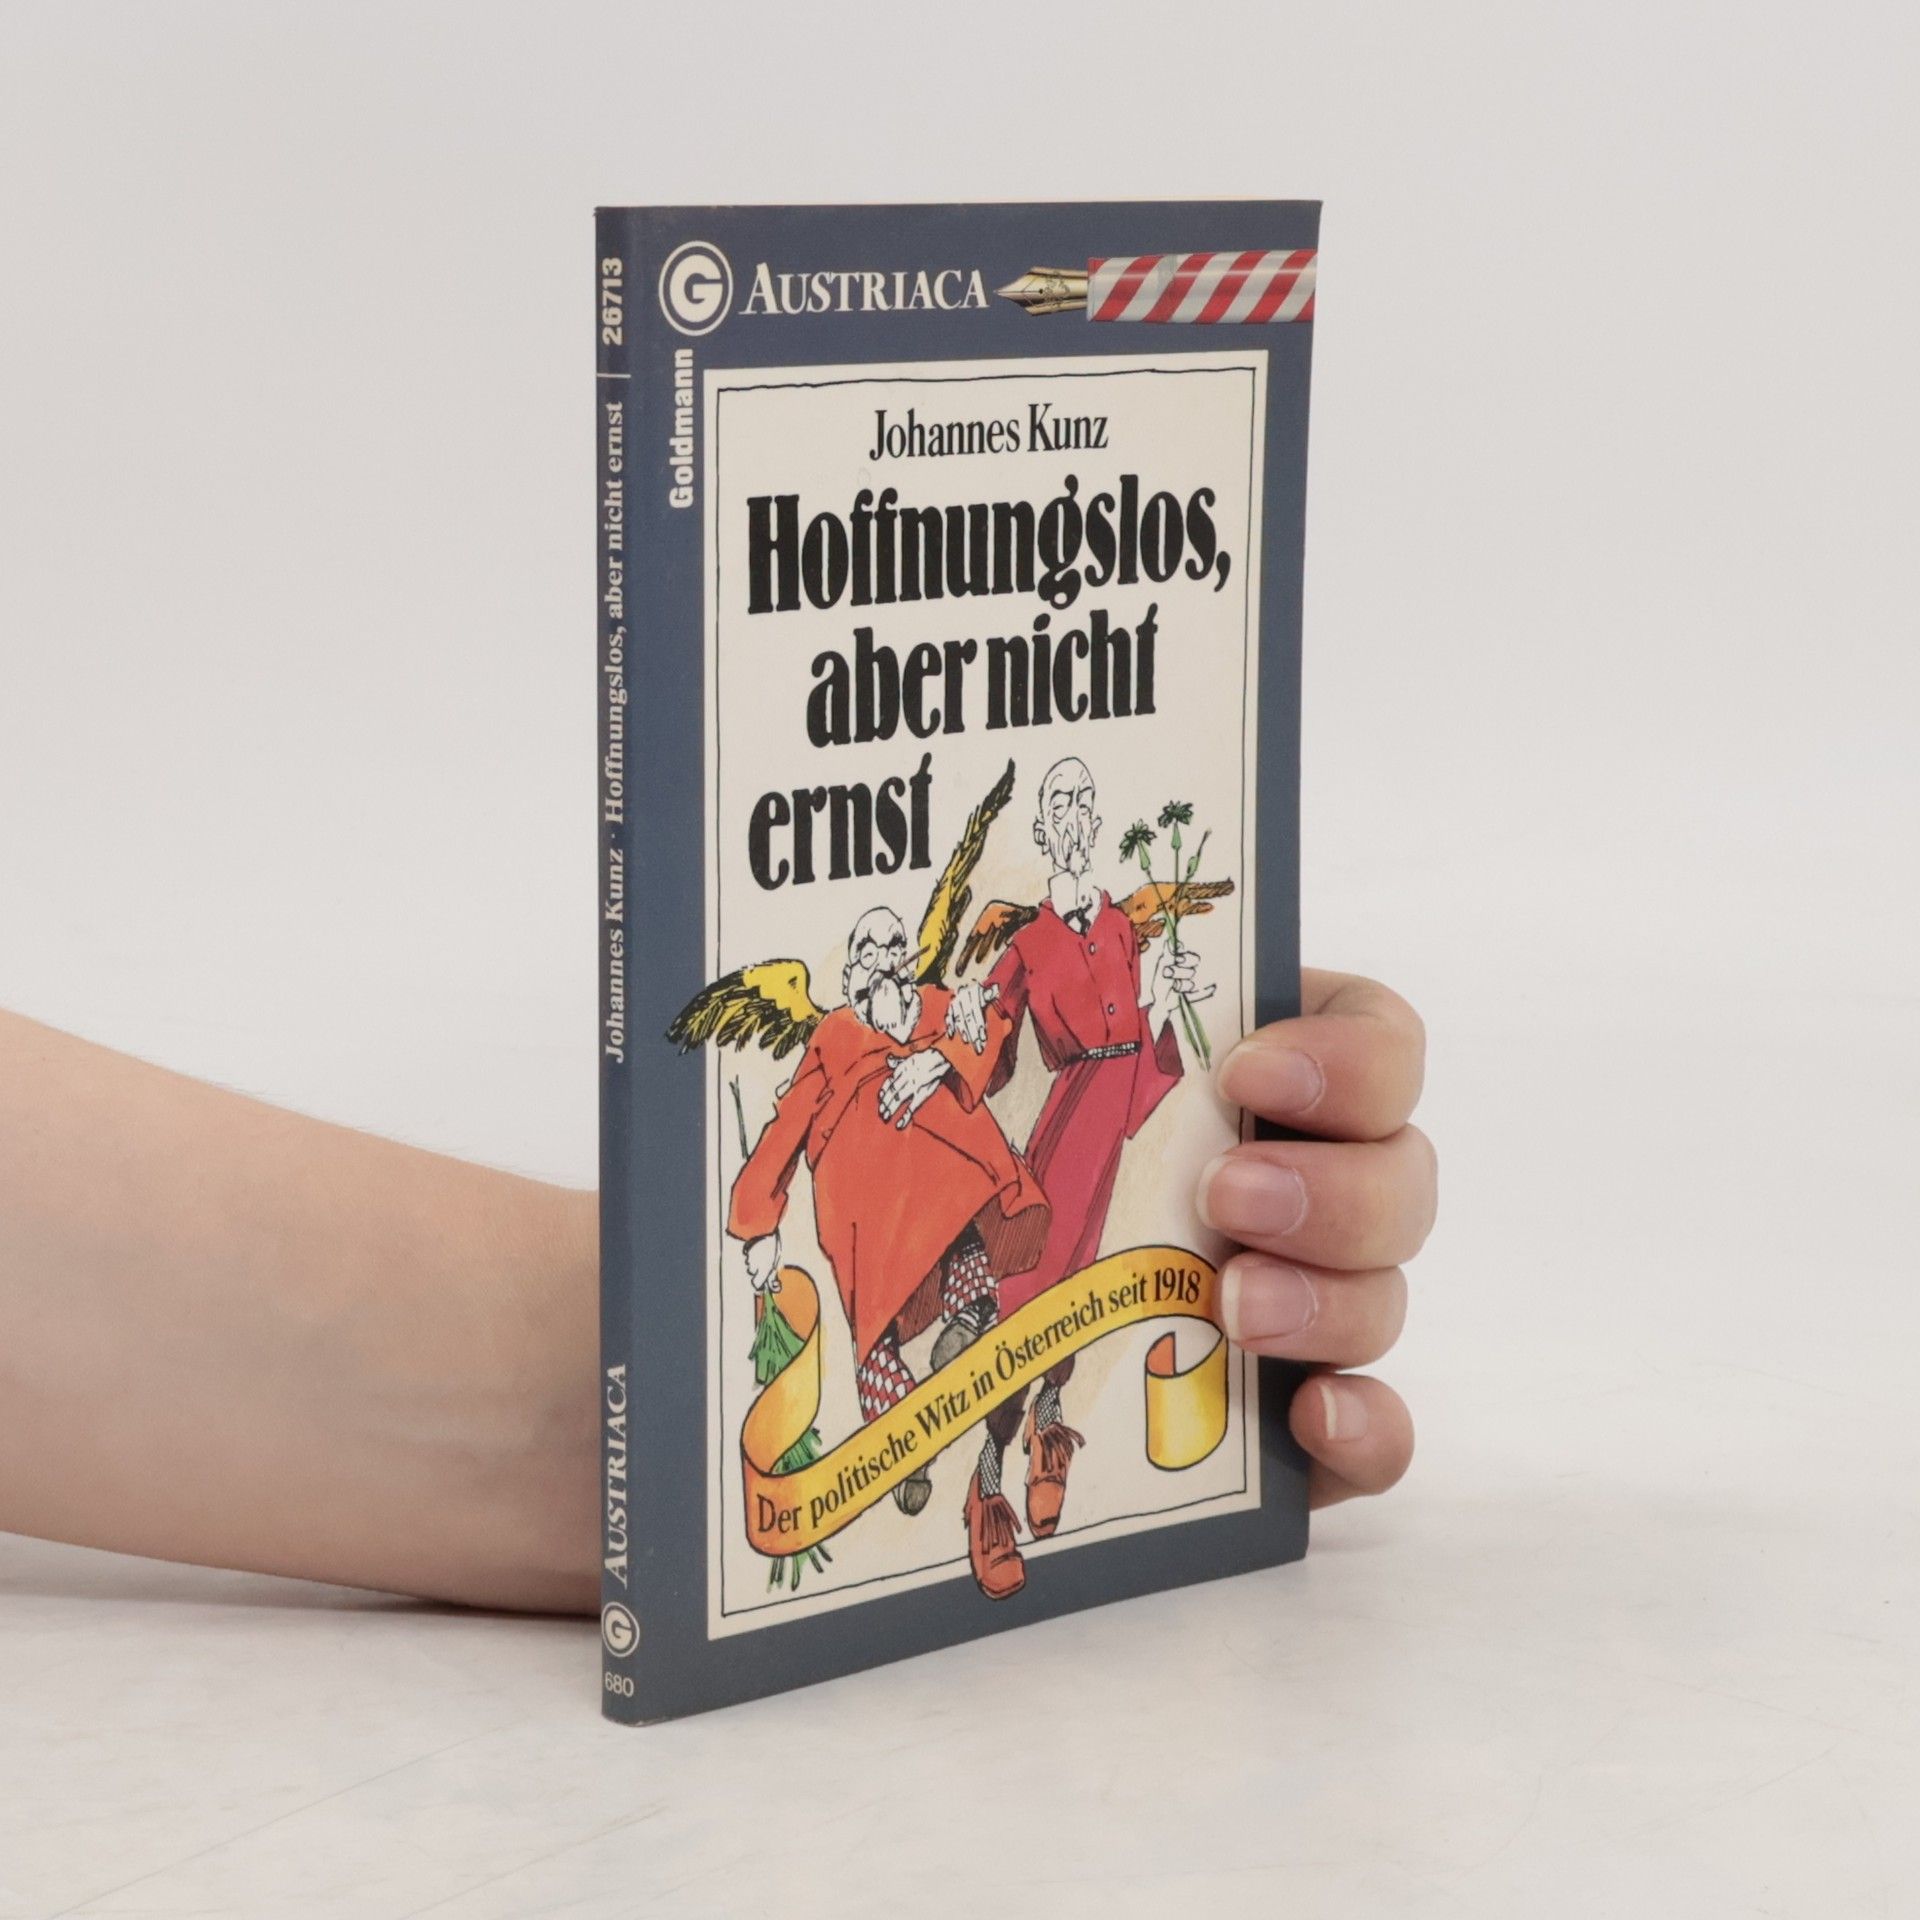 G AUSTRIACA
Goldmann
Johannes Kunz
Hoffnungslos,
aber nicht
ernst
Der politische Witz in Österreich seit 1918
26713
Johannes Kunz · Hoffnungslos, aber nicht ernst
AUSTRIACA
G
680